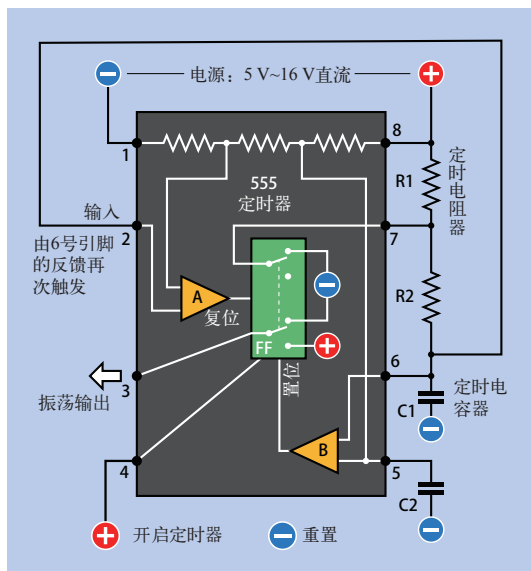 电源：5 V~16 V直流
1
8
555
定时器
R1
定时电阻器
输入
2
7
由6号引脚
的反馈再
次触发
A
复位
R2
FF
6
3
置位
定时电
容器
C1
振荡输出
B
4
5
C2
开启定时器
重置